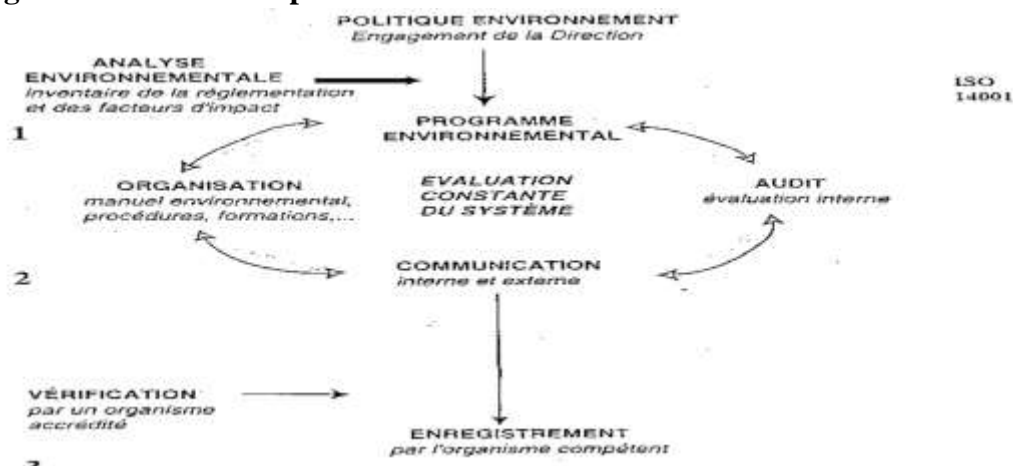 POLITIQUE ENVIRONNEMENT
Engagement de la Direction
ANALYSE
ENVIRONNEMENTALE
inventaire de la réglementation
et des facteurs d'impact
ISO
14001
1
PROGRAMME
ENVIRONNEMENTAL
ORGANISATION
manuel environnemental,
procédures, formations,...
EVALUATION
CONSTANTE
DU SYSTÈME
AUDIT
évaluation interne
2
COMMUNICATION
interne et externe
VÉRIFICATION
par un organisme
accrédité
ENREGISTREMENT
par l'organisme compétent